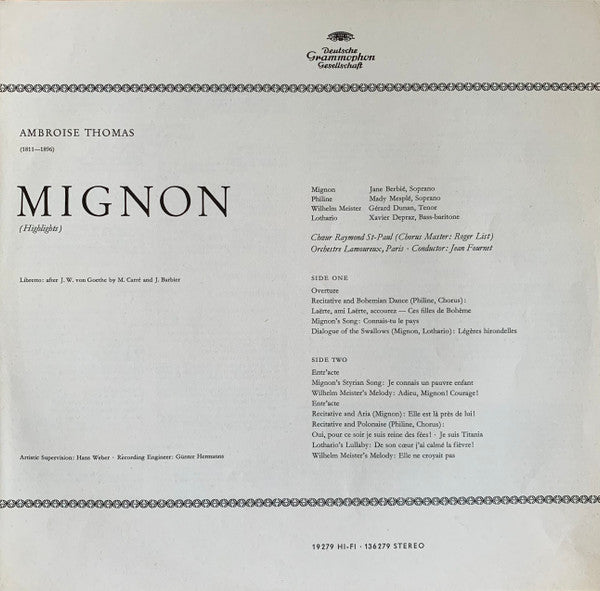 Deutsche
Grammophon
Gesellschaft
AMBROISE THOMAS
(1811—1896)
MIGNON
(Highlights)
Libretto: after J. W. von Goethe by M. Carré and J. Barbier
Artistic Supervision: Hans Weber · Recording Engineer: Günter Hermanns
Mignon Jane Berbié, Soprano
Philine Mady Mesplé, Soprano
Wilhelm Meister Gérard Dunan, Tenor
Lothario Xavier Depraz, Bass-baritone
Chœur Raymond St-Paul (Chorus Master: Roger List)
Orchestre Lamoureux, Paris · Conductor: Jean Fournet
SIDE ONE
Overture
Recitative and Bohemian Dance (Philine, Chorus):
Laërte, ami Laërte, accourez — Ces filles de Bohème
Mignon's Song: Connais-tu le pays
Dialogue of the Swallows (Mignon, Lothario): Légères hirondelles
SIDE TWO
Entr'acte
Mignon's Styrian Song: Je connais un pauvre enfant
Wilhelm Meister's Melody: Adieu, Mignon! Courage!
Entr'acte
Recitative and Aria (Mignon): Elle est là près de lui!
Recitative and Polonaise (Philine, Chorus):
Oui, pour ce soir je suis reine des fées! · Je suis Titania
Lothario's Lullaby: De son cœur j'ai calmé la fièvre!
Wilhelm Meister's Melody: Elle ne croyait pas
19279 HI-FI · 136279 STEREO